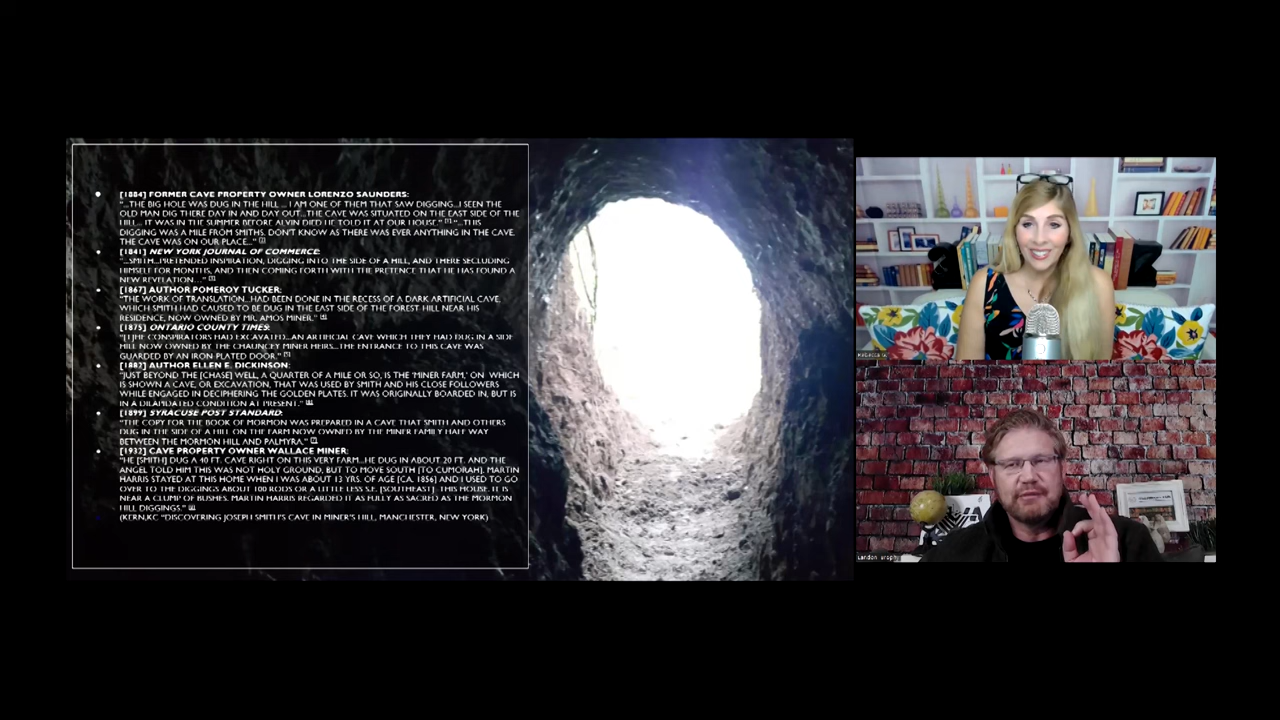 • [1884] FORMER CAVE PROPERTY OWNER LORENZO SAUNDERS:
"...THE BIG HOLE WAS DUG IN THE HILL ... I AM ONE OF THEM THAT SAW DIGGING...I SEEN THE
OLD MAN DIG THERE DAY IN AND DAY OUT...THE CAVE WAS SITUATED ON THE EAST SIDE OF THE
HILL... IT WAS IN THE SUMMER BEFORE ALVIN DIED HE TOLD IT AT OUR HOUSE." [1] "...THIS
DIGGING WAS A MILE FROM SMITHS. DON'T KNOW AS THERE WAS EVER ANYTHING IN THE CAVE.
THE CAVE WAS ON OUR PLACE..." [2]
• [1841] NEW YORK JOURNAL OF COMMERCE:
"...SMITH...PRETENDED INSPIRATION, DIGGING INTO THE SIDE OF A HILL, AND THERE SECLUDING
HIMSELF FOR MONTHS, AND THEN COMING FORTH WITH THE PRETENCE THAT HE HAS FOUND A
NEW REVELATION...." [3]
• [1867] AUTHOR POMEROY TUCKER:
"THE WORK OF TRANSLATION...HAD BEEN DONE IN THE RECESS OF A DARK ARTIFICIAL CAVE,
WHICH SMITH HAD CAUSED TO BE DUG IN THE EAST SIDE OF THE FOREST-HILL NEAR HIS
RESIDENCE, NOW OWNED BY MR. AMOS MINER." [4]
• [1875] ONTARIO COUNTY TIMES:
"[T]HE CONSPIRATORS HAD EXCAVATED...AN ARTIFICIAL CAVE WHICH THEY HAD DUG IN A SIDE
HILL NOW OWNED BY THE CHAUNCEY MINER HEIRS...THE ENTRANCE TO THIS CAVE WAS
GUARDED BY AN IRON-PLATED DOOR." [5]
• [1882] AUTHOR ELLEN E. DICKINSON:
"JUST BEYOND THE [CHASE] WELL, A QUARTER OF A MILE OR SO, IS THE 'MINER FARM,' ON WHICH
IS SHOWN A CAVE, OR EXCAVATION, THAT WAS USED BY SMITH AND HIS CLOSE FOLLOWERS
WHILE ENGAGED IN DECIPHERING THE GOLDEN PLATES. IT WAS ORIGINALLY BOARDED IN, BUT IS
IN A DILAPIDATED CONDITION AT PRESENT." [6]
• [1899] SYRACUSE POST STANDARD:
"THE COPY FOR THE BOOK OF MORMON WAS PREPARED IN A CAVE THAT SMITH AND OTHERS
DUG IN THE SIDE OF A HILL ON THE FARM NOW OWNED BY THE MINER FAMILY HALF WAY
BETWEEN THE MORMON HILL AND PALMYRA." [7]
• [1932] CAVE PROPERTY OWNER WALLACE MINER:
"HE [SMITH] DUG A 40 FT. CAVE RIGHT ON THIS VERY FARM...HE DUG IN ABOUT 20 FT. AND THE
ANGEL TOLD HIM THIS WAS NOT HOLY GROUND, BUT TO MOVE SOUTH [TO CUMORAH]. MARTIN
HARRIS STAYED AT THIS HOME WHEN I WAS ABOUT 13 YRS. OF AGE [CA. 1856] AND I USED TO GO
OVER TO THE DIGGINGS ABOUT 100 RODS OR A LITTLE LESS S.E. [SOUTHEAST]. THIS HOUSE. IT IS
NEAR A CLUMP OF BUSHES. MARTIN HARRIS REGARDED IT AS FULLY AS SACRED AS THE MORMON
HILL DIGGINGS." [8]
(KERN,KC "DISCOVERING JOSEPH SMITH'S CAVE IN MINER'S HILL, MANCHESTER, NEW YORK)